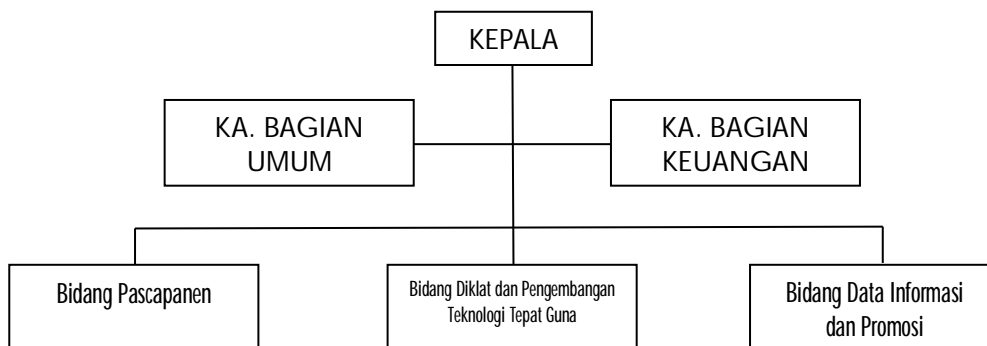 KEPALA
KA. BAGIAN
UMUM
KA. BAGIAN
KEUANGAN
Bidang Pascapanen
Bidang Diklat dan Pengembangan
Teknologi Tepat Guna
Bidang Data Informasi
dan Promosi